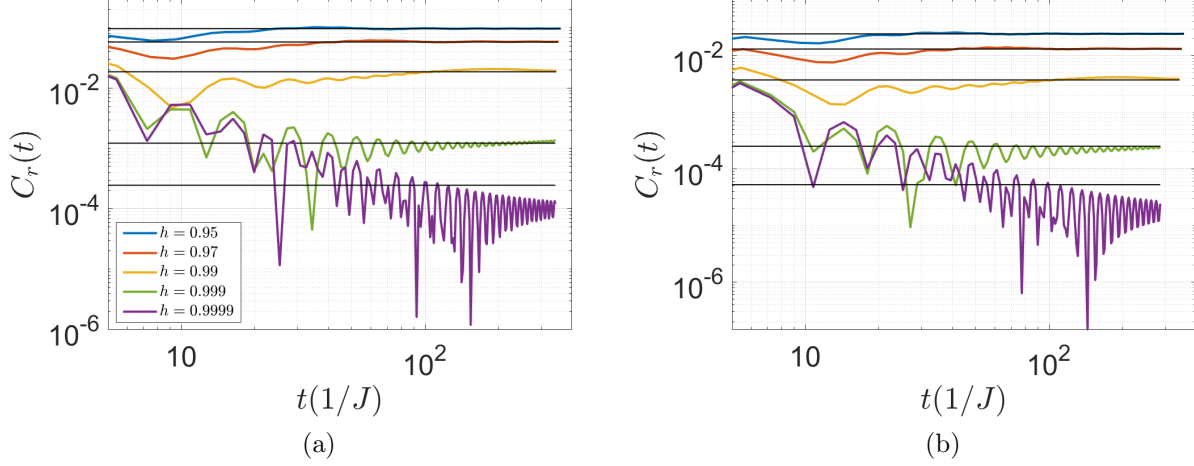 C_r(t)
10^{-2}
10^{-4}
10^{-6}
h = 0.95
h = 0.97
h = 0.99
h = 0.999
h = 0.9999
10
10^2
t(1/J)
(a)
C_r(t)
10^{-2}
10^{-4}
10^{-6}
10
10^2
t(1/J)
(b)